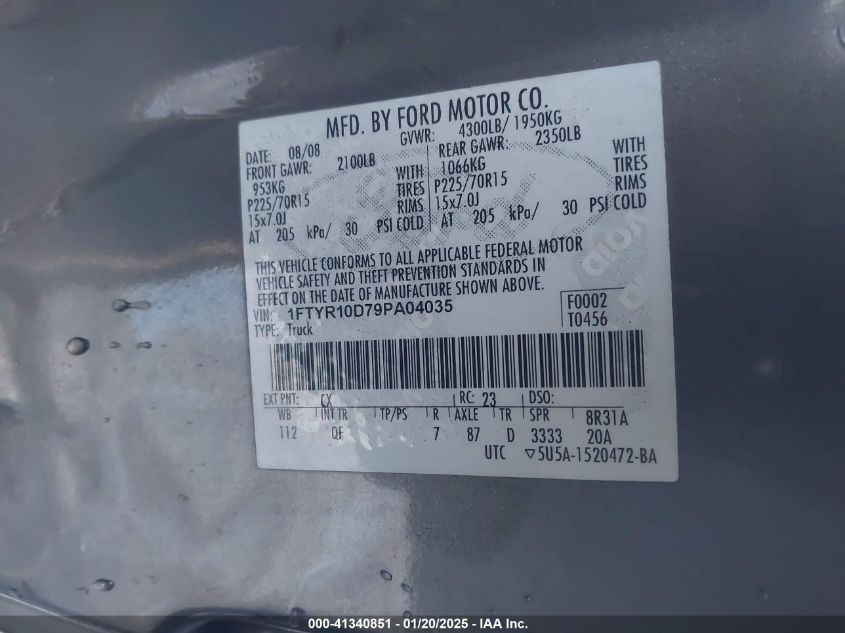 MFD. BY FORD MOTOR CO.
DATE: 08/08 GVWR: 4300LB/ 1950KG
FRONT GAWR: 2100LB REAR GAWR: 2350LB
953KG WITH 1066KG WITH
P225/70R15 TIRES P225/70R15 TIRES
15x7.0J RIMS 15x7.0J RIMS
AT 205 kPa/ 30 PSI COLD AT 205 kPa/ 30 PSI COLD
THIS VEHICLE CONFORMS TO ALL APPLICABLE FEDERAL MOTOR
VEHICLE SAFETY AND THEFT PREVENTION STANDARDS IN
EFFECT ON THE DATE OF MANUFACTURE SHOWN ABOVE.
VIN: 1FTYR10D79PA04035 F0002
TYPE: Truck T0456
EXT PNT: CX RC: 23 DSO:
WB INT TR TP/PS R AXLE TR SPR 8R31A
112 QF 7 87 D 3333 20A
UTC ▽5U5A-1520472-BA
000-41340851 - 01/20/2025 - IAA Inc.